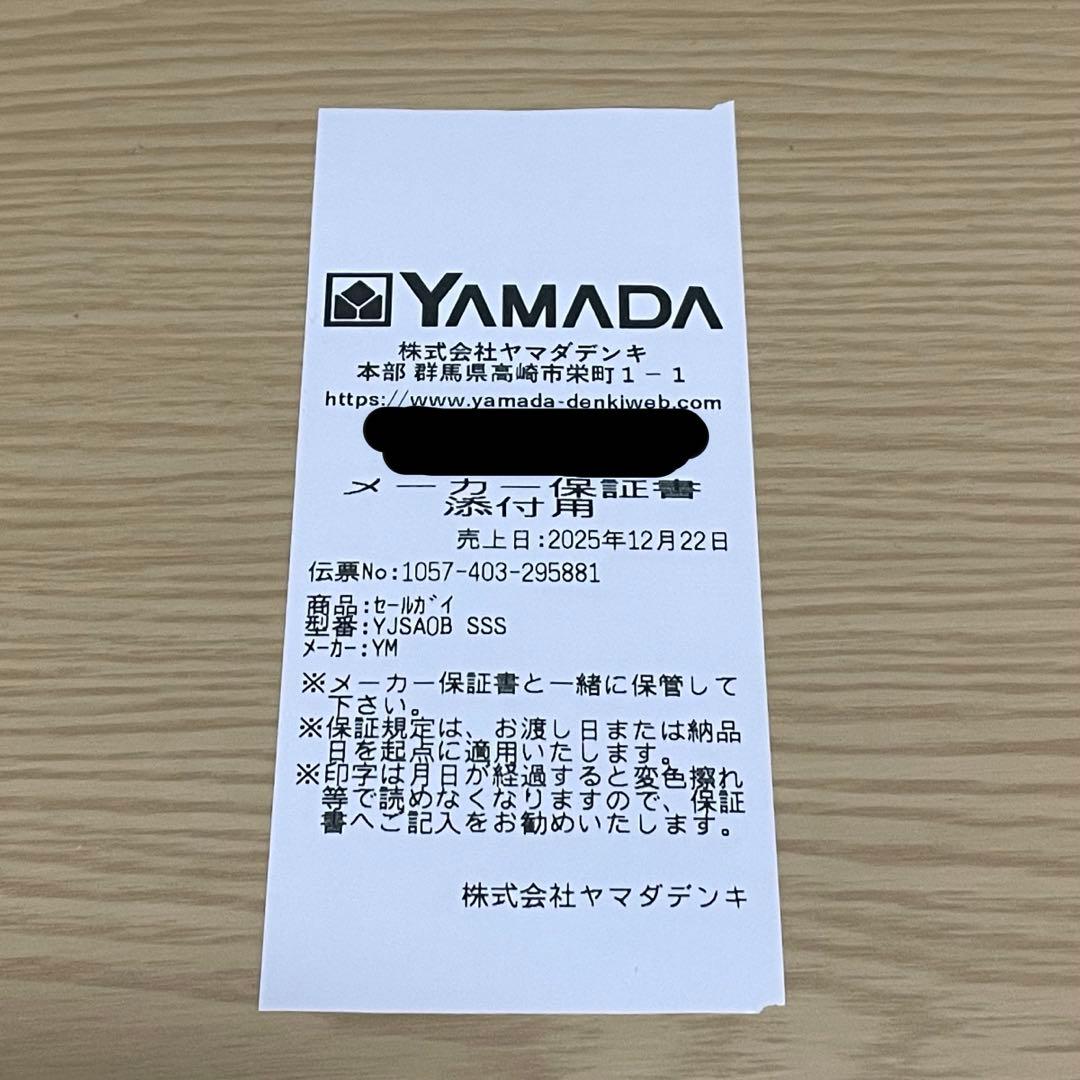 YAMADA
株式会社ヤマダデンキ
本部 群馬県高崎市栄町1-1
https://www.yamada-denkiweb.com
メーカー保証書
添付用
売上日:2025年12月22日
伝票No:1057-403-295881
商品:ｾｰﾙｶﾞｲ
型番:YJSAOB SSS
ﾒｰｶｰ:YM
※メーカー保証書と一緒に保管して
下さい。
※保証規定は、お渡し日または納品
日を起点に適用いたします。
※印字は月日が経過すると変色擦れ
等で読めなくなりますので、保証
書へご記入をお勧めいたします。
株式会社ヤマダデンキ